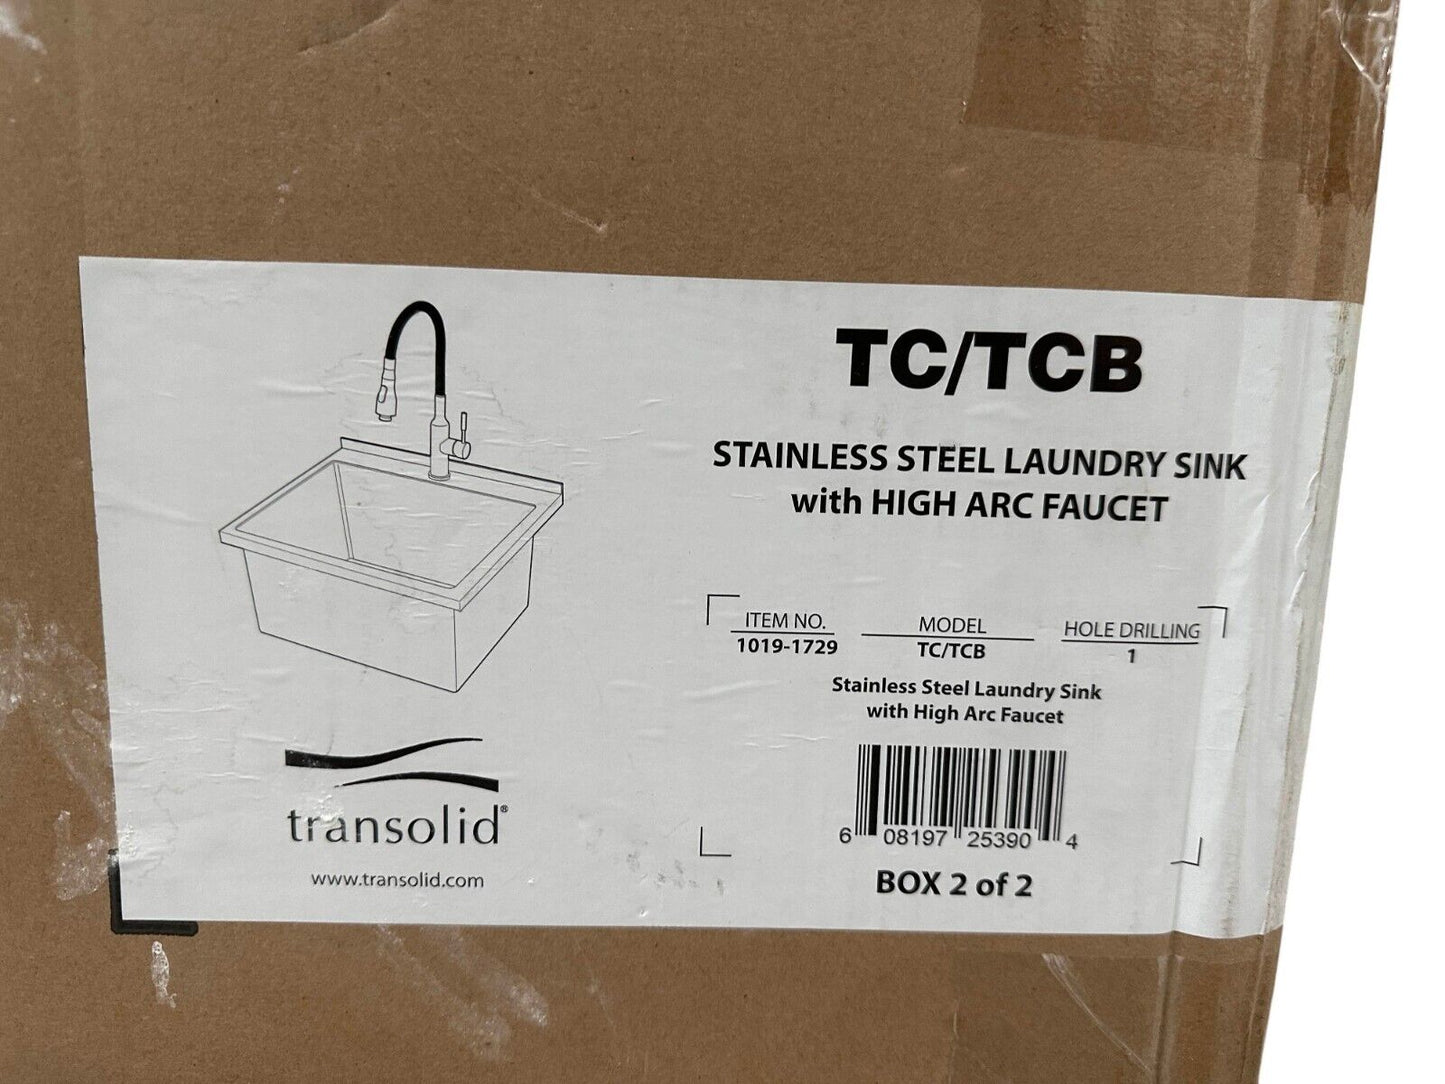 TC/TCB
STAINLESS STEEL LAUNDRY SINK
with HIGH ARC FAUCET
ITEM NO. MODEL HOLE DRILLING
1019-1729 TC/TCB 1
Stainless Steel Laundry Sink
with High Arc Faucet
6 08197 25390 4
BOX 2 of 2
transolid®
www.transolid.com